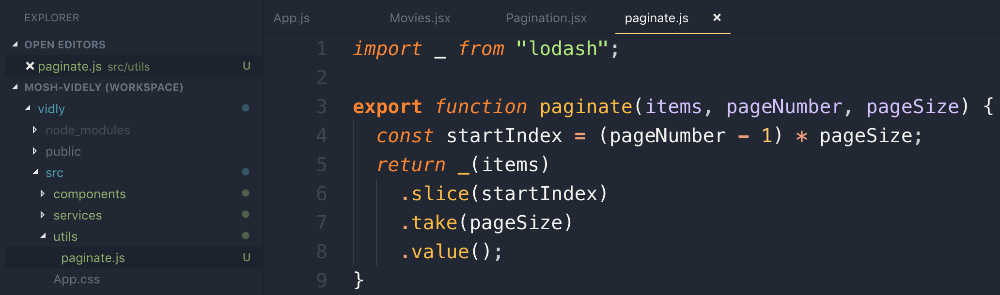 EXPLORER
OPEN EDITORS
paginate.js src/utils U
MOSH-VIDELY (WORKSPACE)
vidly
node_modules
public
src
components
services
utils
paginate.js U
App.css
App.js Movies.jsx Pagination.jsx paginate.js
1 import _ from "lodash";
2
3 export function paginate(items, pageNumber, pageSize) {
4 const startIndex = (pageNumber - 1) * pageSize;
5 return _(items)
6 .slice(startIndex)
7 .take(pageSize)
8 .value();
9 }